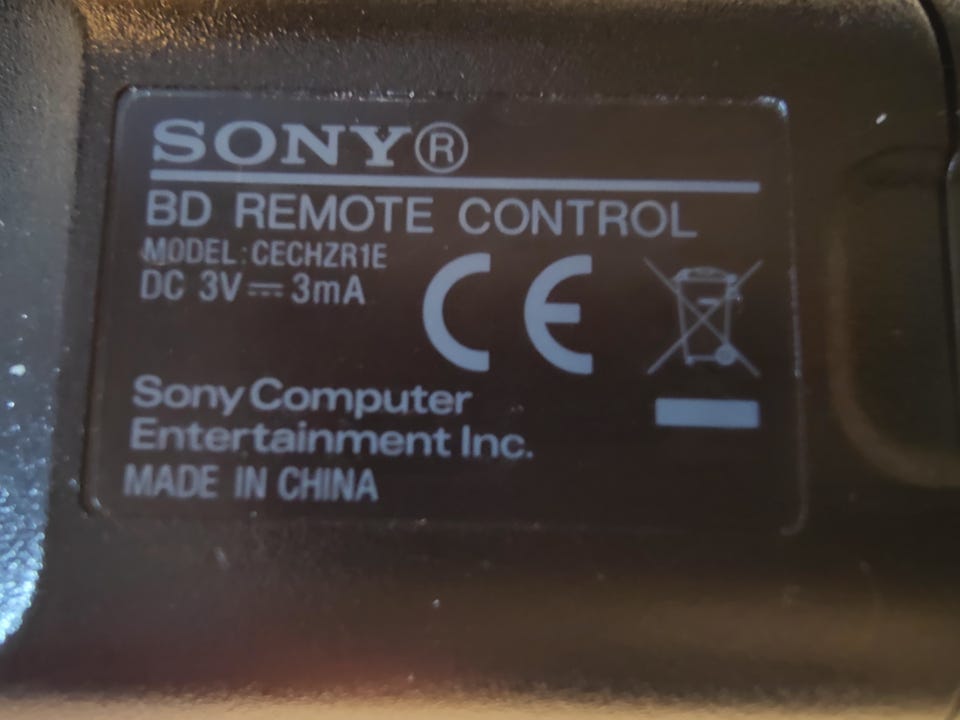 SONY®
BD REMOTE CONTROL
MODEL:CECHZR1E
DC 3V⎓3mA
CE
Sony Computer
Entertainment Inc.
MADE IN CHINA